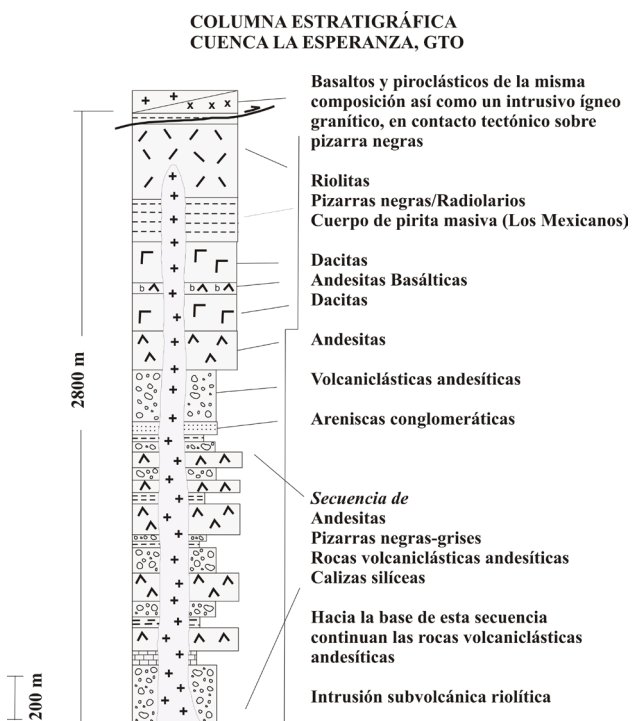 COLUMNA ESTRATIGRÁFICA
CUENCA LA ESPERANZA, GTO
Basaltos y piroclásticos de la misma
composición así como un intrusivo ígneo
granítico, en contacto tectónico sobre
pizarra negras
Riolitas
Pizarras negras/Radiolarios
Cuerpo de pirita masiva (Los Mexicanos)
Dacitas
Andesitas Basálticas
Dacitas
Andesitas
Volcaniclásticas andesíticas
Areniscas conglomeráticas
Secuencia de
Andesitas
Pizarras negras-grises
Rocas volcaniclásticas andesíticas
Calizas silíceas
Hacia la base de esta secuencia
continuan las rocas volcaniclásticas
andesíticas
Intrusión subvolcánica riolítica
2800 m
200 m
b b